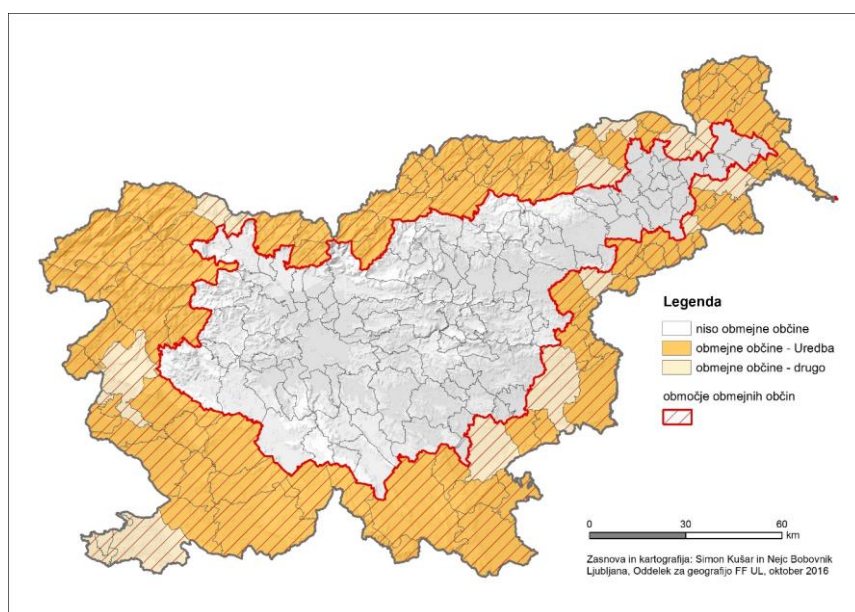 Legenda
niso obmejne občine
obmejne občine - Uredba
obmejne občine - drugo
območje obmejnih občin
0 30 60
km
Zasnova in kartografija: Simon Kušar in Nejc Bobovnik
Ljubljana, Oddelek za geografijo FF UL, oktober 2016